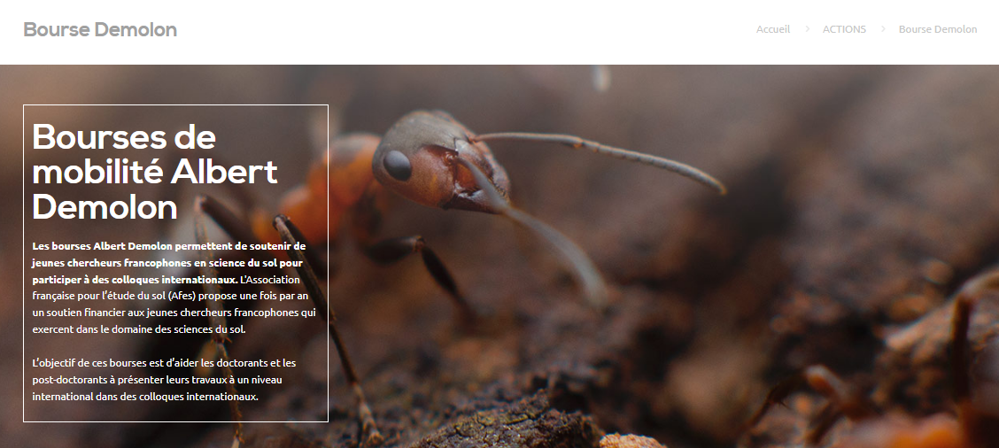 Bourse Demolon
Accueil > ACTIONS > Bourse Demolon
Bourses de
mobilité Albert
Demolon
Les bourses Albert Demolon permettent de soutenir de
jeunes chercheurs francophones en science du sol pour
participer à des colloques internationaux. L'Association
française pour l’étude du sol (Afes) propose une fois par an
un soutien financier aux jeunes chercheurs francophones qui
exercent dans le domaine des sciences du sol.
L’objectif de ces bourses est d’aider les doctorants et les
post-doctorants à présenter leurs travaux à un niveau
international dans des colloques internationaux.